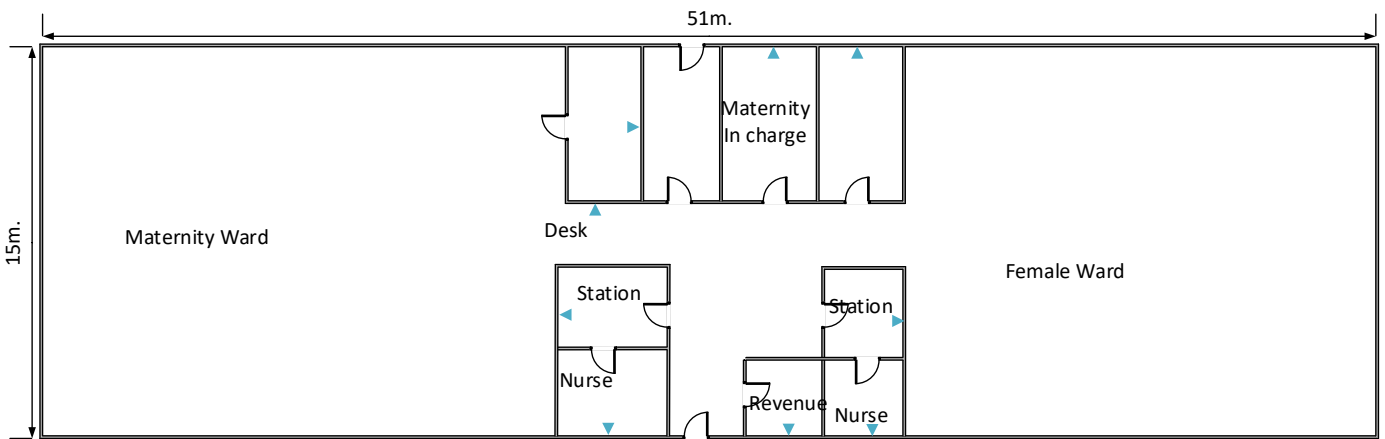 51m.
15m.
Maternity
In charge
Maternity Ward
Desk
Female Ward
Station
Station
Nurse
Revenue
Nurse